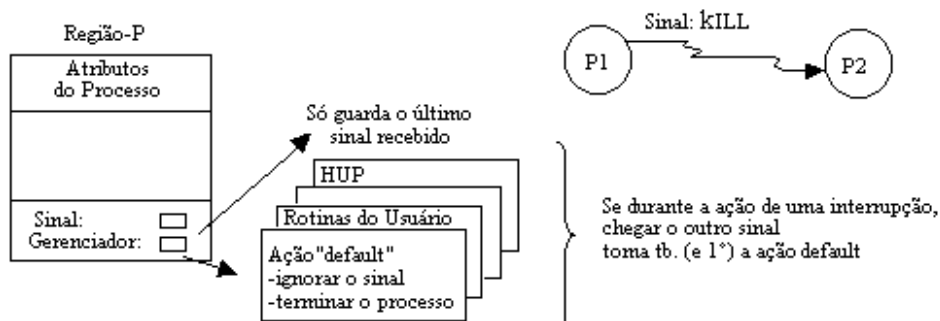 Região-P
Atributos
do Processo
Sinal:
Gerenciador:
Só guarda o último
sinal recebido
HUP
Rotinas do Usuário
Ação"default"
-ignorar o sinal
-terminar o processo
Sinal: kILL
P1
P2
Se durante a ação de uma interrupção,
chegar o outro sinal
toma tb. (e 1°) a ação default